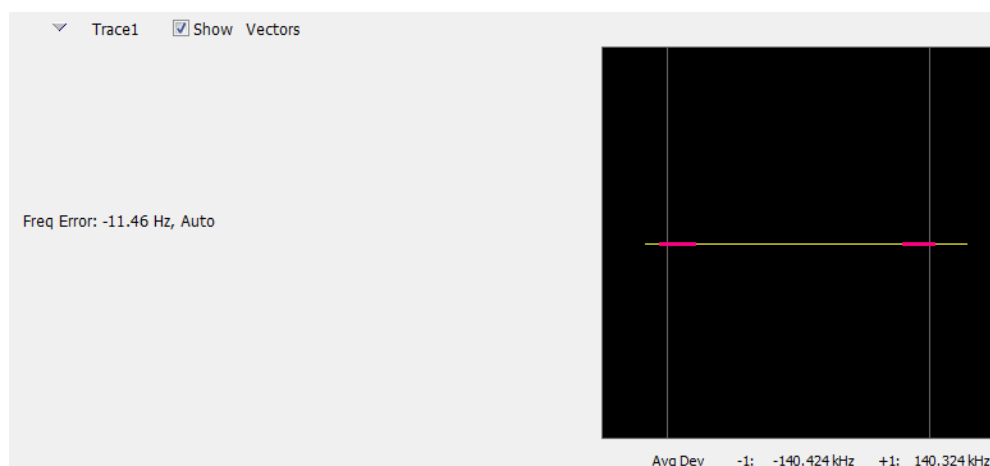 Trace1 Show Vectors
Freq Error: -11.46 Hz, Auto
Avg Dev -1: -140.424 kHz +1: 140.324 kHz